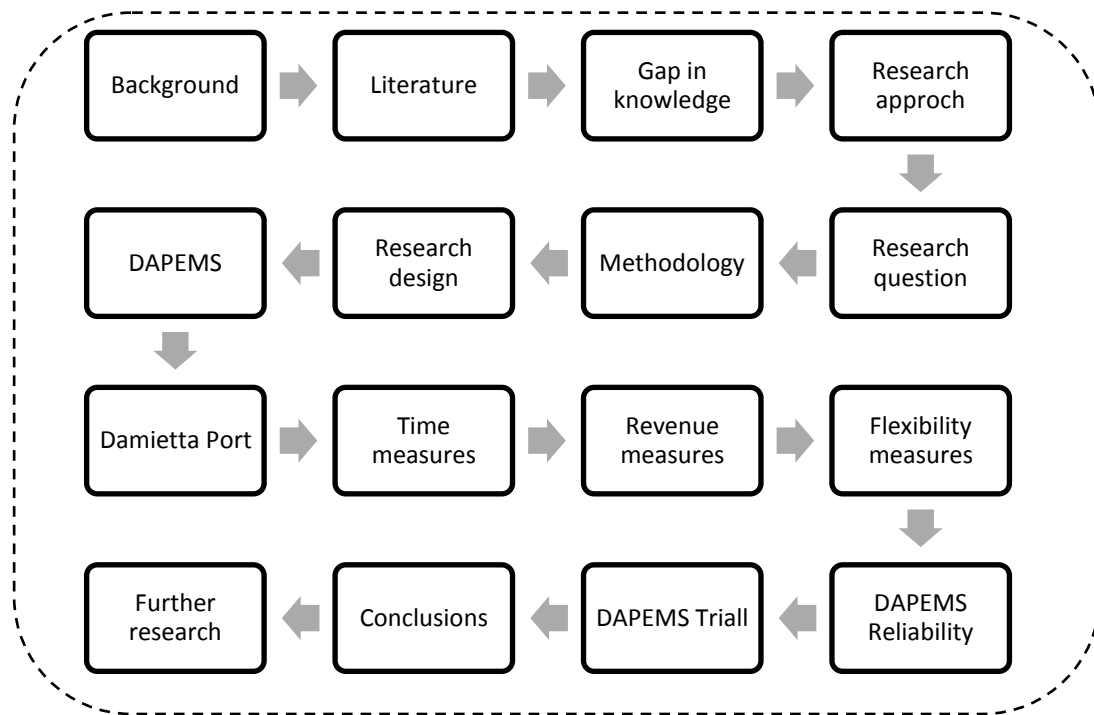 Background
Literature
Gap in
knowledge
Research
approch
Research
question
Methodology
Research
design
DAPEMS
Damietta Port
Time
measures
Revenue
measures
Flexibility
measures
DAPEMS
Reliability
DAPEMS Triall
Conclusions
Further
research